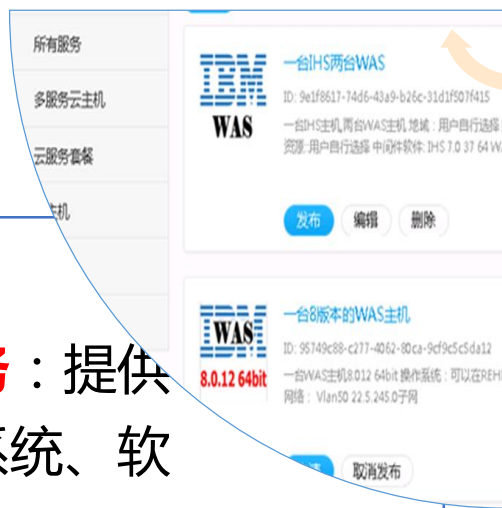 所有服务
多服务云主机
云服务套餐
主机
IBM
WAS
一台IHS两台WAS
ID: 9e1f8617-74d6-43a9-b26c-31d1f507f415
一台IHS主机,两台WAS主机 地域：用户自行选择
资源:用户自行选择 中间件软件: IHS 7.0 37 64 WA
发布
编辑
删除
WAS
8.0.12 64bit
一台8版本的WAS主机
ID: 95749c88-c277-4062-80ca-9cf9c5c5da12
一台WAS主机8.012 64bit 操作系统：可以在REH
网络： Vlan50 22.5.245.0子网
取消发布
务：提供
系统、软